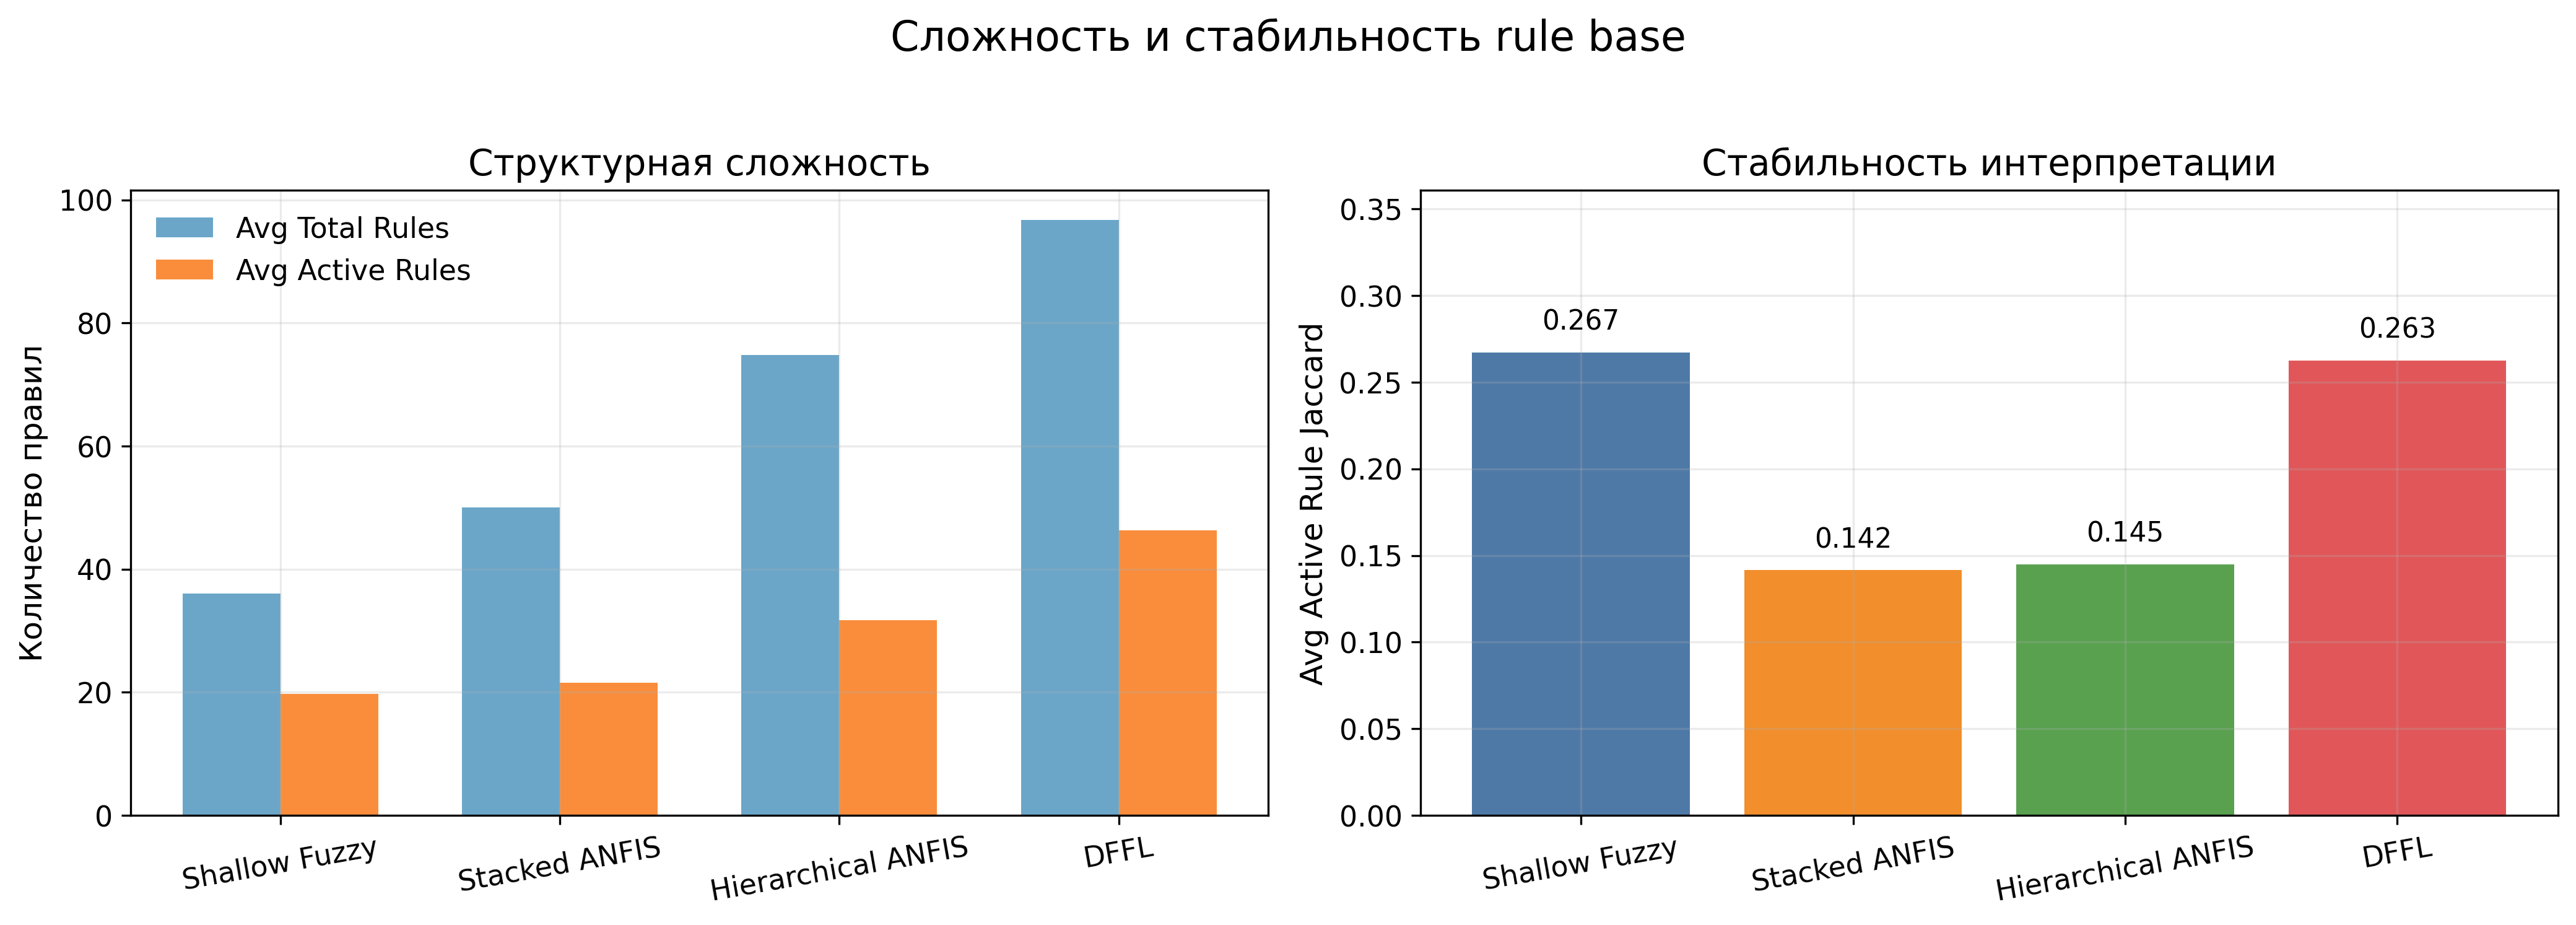 Сложность и стабильность rule base
Структурная сложность
Количество правил
100
80
60
40
20
0
Avg Total Rules
Avg Active Rules
Shallow Fuzzy
Stacked ANFIS
Hierarchical ANFIS
DFFL
Стабильность интерпретации
Avg Active Rule Jaccard
0.35
0.30
0.25
0.20
0.15
0.10
0.05
0.00
0.267
0.142
0.145
0.263
Shallow Fuzzy
Stacked ANFIS
Hierarchical ANFIS
DFFL